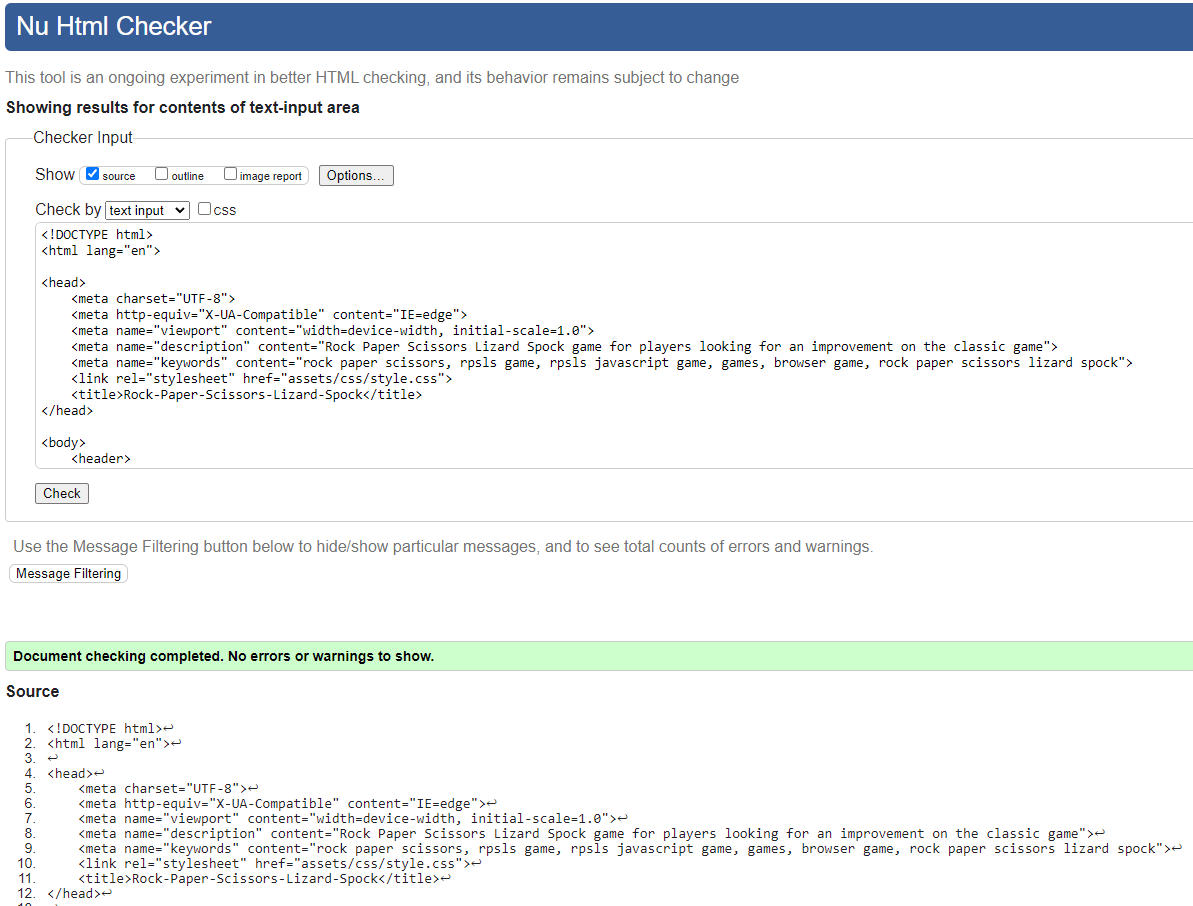 Nu Html Checker
This tool is an ongoing experiment in better HTML checking, and its behavior remains subject to change
Showing results for contents of text-input area
Checker Input
Show source outline image report Options...
Check by text input css
<!DOCTYPE html>
<html lang="en">
<head>
    <meta charset="UTF-8">
    <meta http-equiv="X-UA-Compatible" content="IE=edge">
    <meta name="viewport" content="width=device-width, initial-scale=1.0">
    <meta name="description" content="Rock Paper Scissors Lizard Spock game for players looking for an improvement on the classic game">
    <meta name="keywords" content="rock paper scissors, rpsls game, rpsls javascript game, games, browser game, rock paper scissors lizard spock">
    <link rel="stylesheet" href="assets/css/style.css">
    <title>Rock-Paper-Scissors-Lizard-Spock</title>
</head>
<body>
    <header>
Check
Use the Message Filtering button below to hide/show particular messages, and to see total counts of errors and warnings.
Message Filtering
Document checking completed. No errors or warnings to show.
Source
1. <!DOCTYPE html>↩
2. <html lang="en">↩
3. ↩
4. <head>↩
5.     <meta charset="UTF-8">↩
6.     <meta http-equiv="X-UA-Compatible" content="IE=edge">↩
7.     <meta name="viewport" content="width=device-width, initial-scale=1.0">↩
8.     <meta name="description" content="Rock Paper Scissors Lizard Spock game for players looking for an improvement on the classic game">↩
9.     <meta name="keywords" content="rock paper scissors, rpsls game, rpsls javascript game, games, browser game, rock paper scissors lizard spock">↩
10.     <link rel="stylesheet" href="assets/css/style.css">↩
11.     <title>Rock-Paper-Scissors-Lizard-Spock</title>↩
12. </head>↩